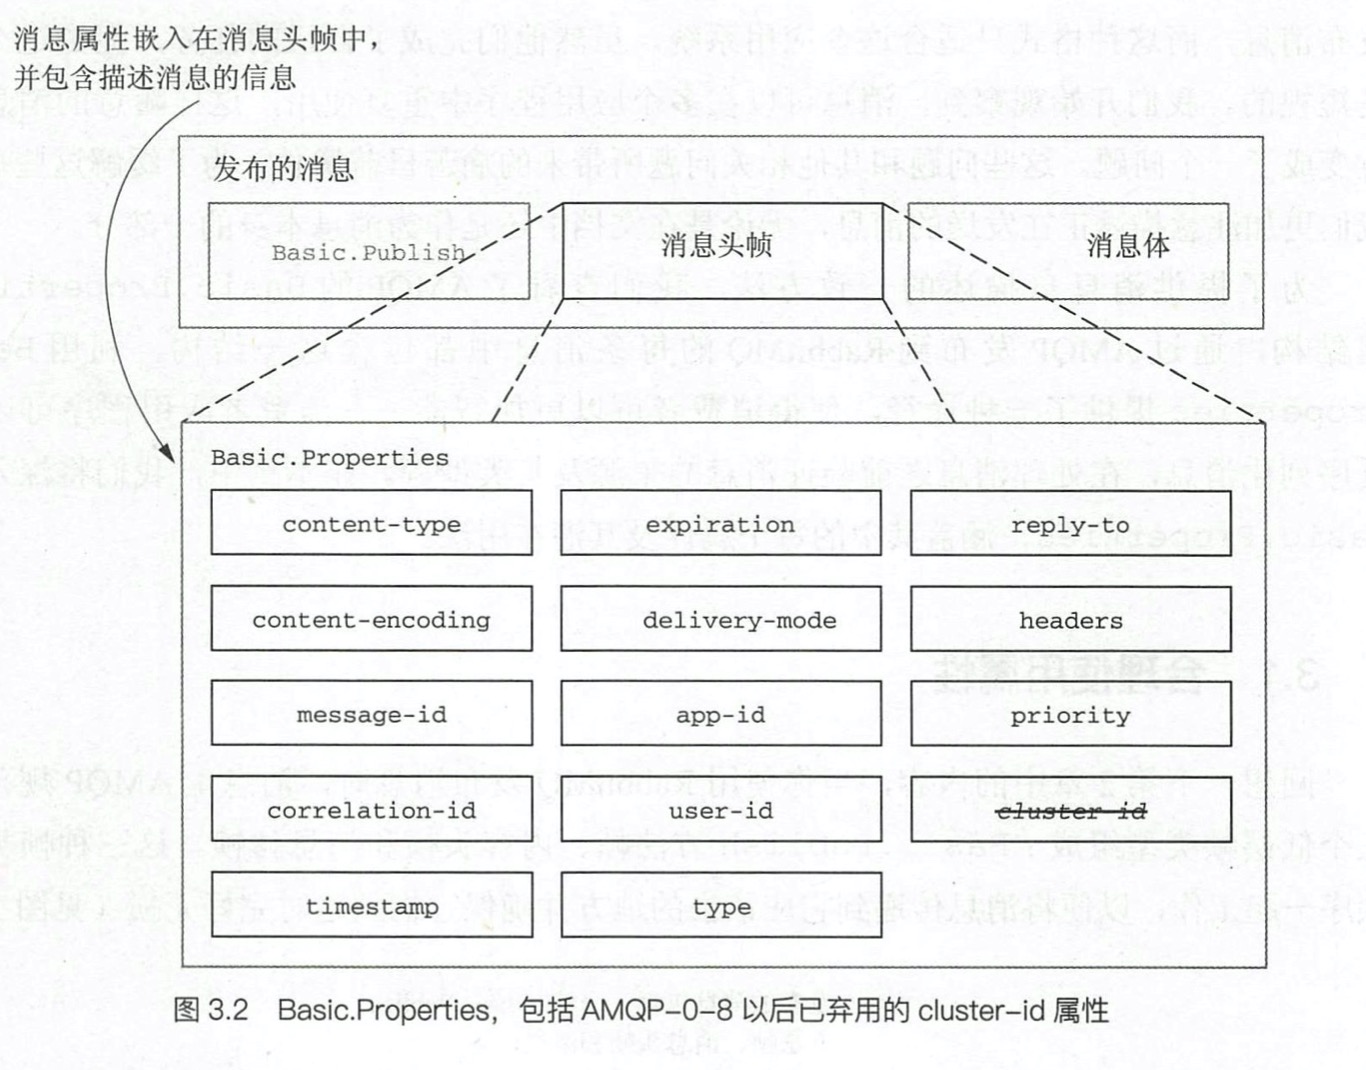 消息属性嵌入在消息头帧中，
并包含描述消息的信息
发布的消息
Basic.Publish
消息头帧
消息体
Basic.Properties
content-type
expiration
reply-to
content-encoding
delivery-mode
headers
message-id
app-id
priority
correlation-id
user-id
cluster-id
timestamp
type
图 3.2 Basic.Properties，包括 AMQP-0-8 以后已弃用的 cluster-id 属性